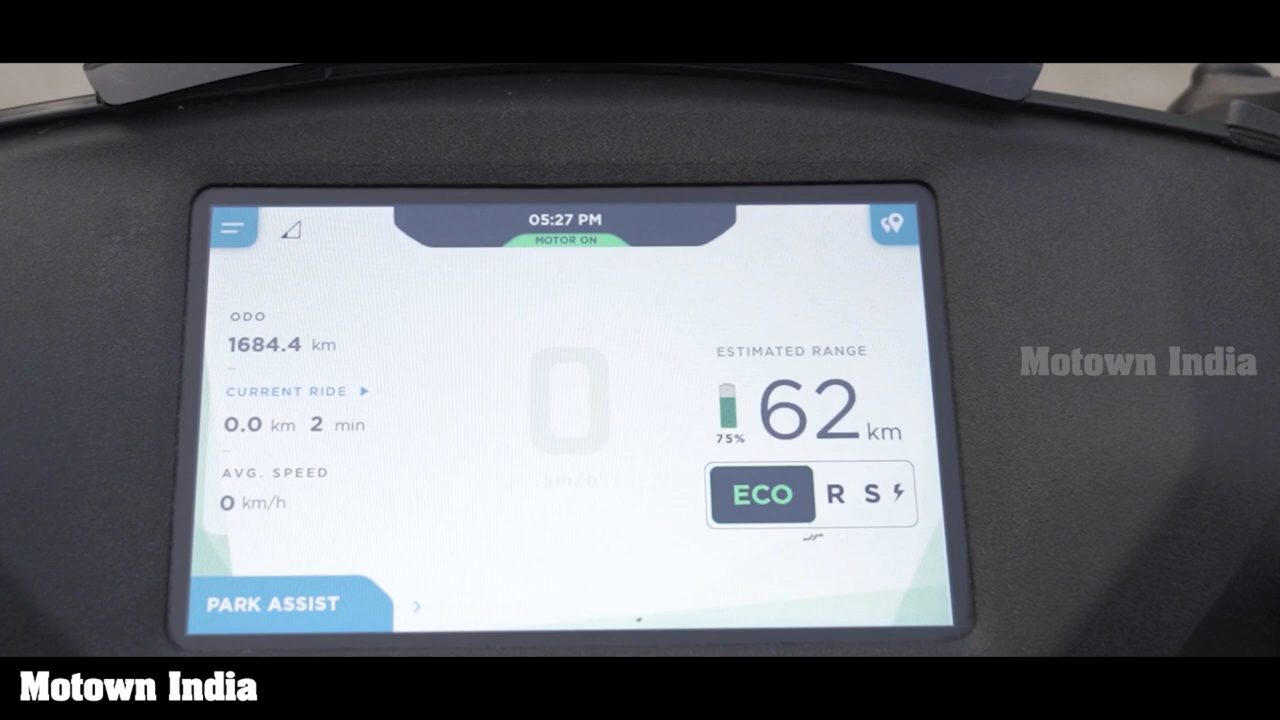 05:27 PM
MOTOR ON
ODO
1684.4 km
CURRENT RIDE
0.0 km 2 min
AVG. SPEED
0 km/h
0
km/h
ESTIMATED RANGE
62 km
75%
ECO R S
PARK ASSIST
Motown India
Motown India